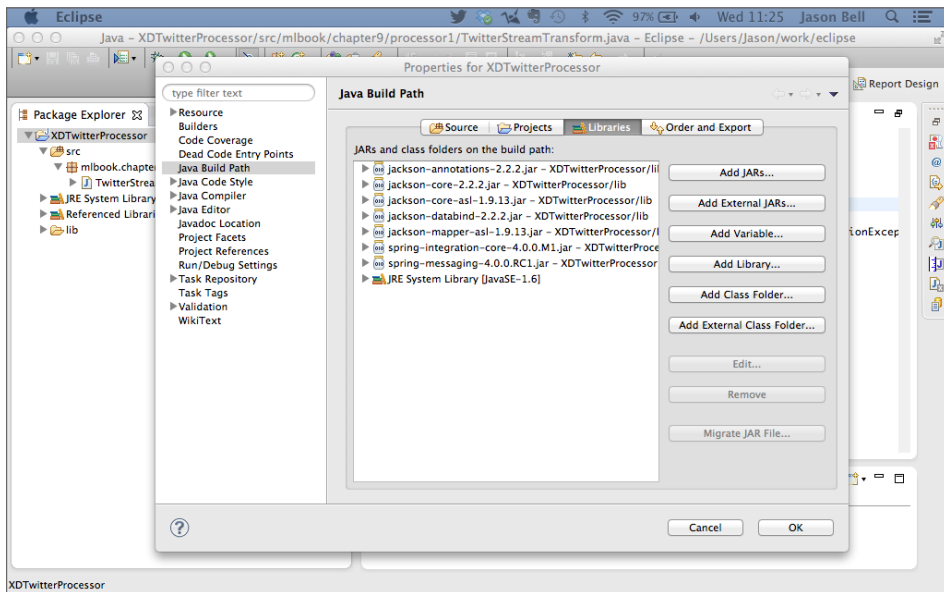 Eclipse 97% Wed 11:25 Jason Bell
Java – XDTwitterProcessor/src/mlbook/chapter9/processor1/TwitterStreamTransform.java – Eclipse – /Users/Jason/work/eclipse
Properties for XDTwitterProcessor
Report Design
type filter text
Java Build Path
Package Explorer
XDTwitterProcessor
src
mlbook.chapte
TwitterStrea
JRE System Library
Referenced Librari
lib
Resource
Builders
Code Coverage
Dead Code Entry Points
Java Build Path
Java Code Style
Java Compiler
Java Editor
Javadoc Location
Project Facets
Project References
Run/Debug Settings
Task Repository
Task Tags
Validation
WikiText
Source Projects Libraries Order and Export
JARs and class folders on the build path:
jackson-annotations-2.2.2.jar – XDTwitterProcessor/li
jackson-core-2.2.2.jar – XDTwitterProcessor/lib
jackson-core-asl-1.9.13.jar – XDTwitterProcessor/lib
jackson-databind-2.2.2.jar – XDTwitterProcessor/lib
jackson-mapper-asl-1.9.13.jar – XDTwitterProcessor/l
spring-integration-core-4.0.0.M1.jar – XDTwitterProce
spring-messaging-4.0.0.RC1.jar – XDTwitterProcessor
JRE System Library [JavaSE-1.6]
Add JARs...
Add External JARs...
Add Variable...
Add Library...
Add Class Folder...
Add External Class Folder...
Edit...
Remove
Migrate JAR File...
ionExcep
Cancel OK
XDTwitterProcessor